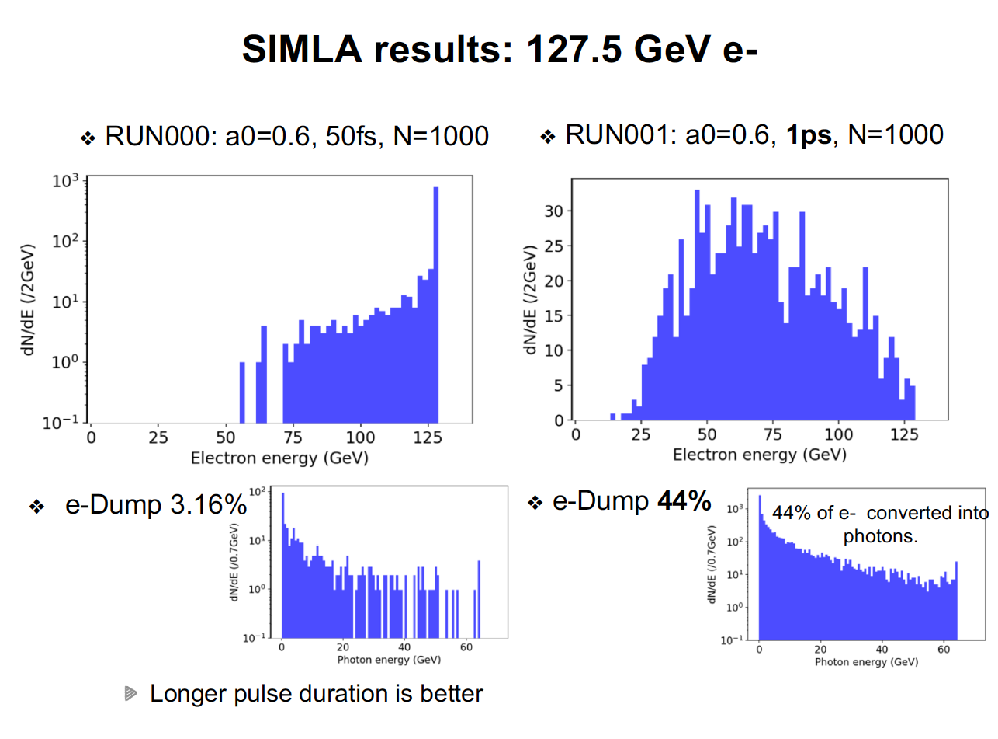 SIMLA results: 127.5 GeV e-
❖ RUN000: a0=0.6, 50fs, N=1000
10³
10²
10¹
10⁰
10⁻¹
dN/dE (/2GeV)
0 25 50 75 100 125
Electron energy (GeV)
❖ RUN001: a0=0.6, 1ps, N=1000
30
25
20
15
10
5
0
dN/dE (/2GeV)
0 25 50 75 100 125
Electron energy (GeV)
❖ e-Dump 3.16%
10²
10¹
10⁰
10⁻¹
dN/dE (/0.7GeV)
0 20 40 60
Photon energy (GeV)
❖ e-Dump 44%
44% of e- converted into
photons.
10³
10²
10¹
10⁰
10⁻¹
dN/dE (/0.7GeV)
0 20 40 60
Photon energy (GeV)
Longer pulse duration is better